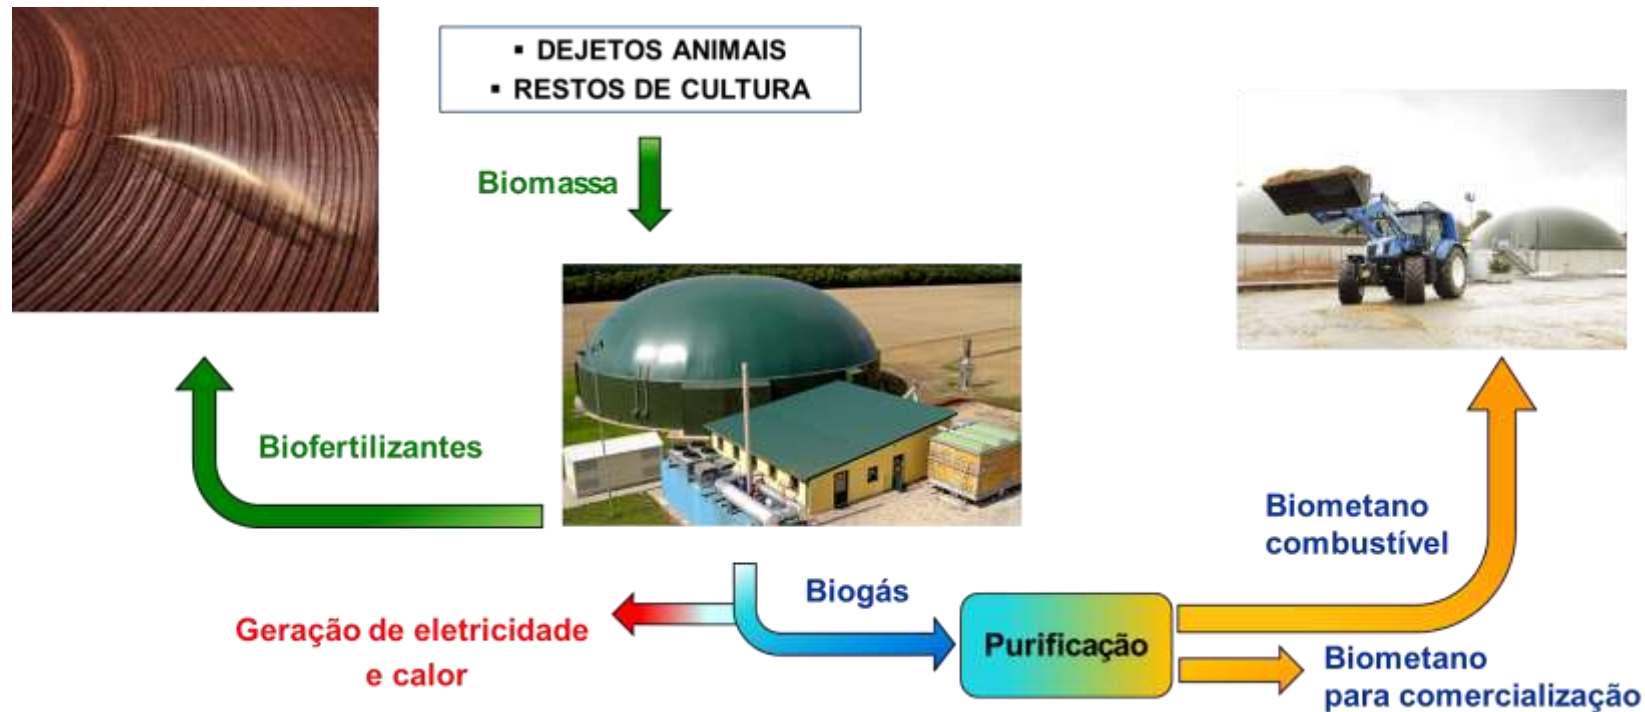 ▪ DEJETOS ANIMAIS
▪ RESTOS DE CULTURA
Biomassa
Biofertilizantes
Biometano
combustível
Biogás
Geração de eletricidade
e calor
Purificação
Biometano
para comercialização